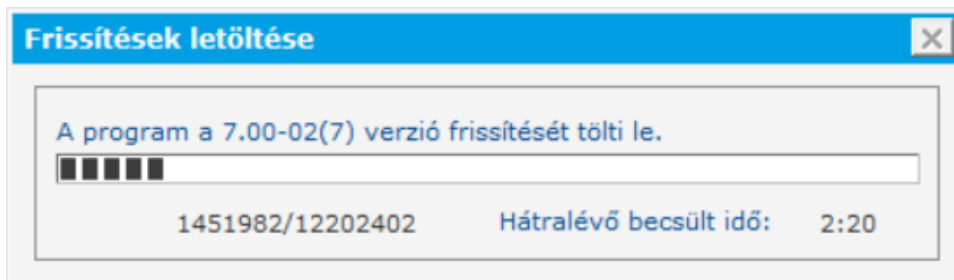 Frissítések letöltése
A program a 7.00-02(7) verzió frissítését tölti le.
1451982/12202402 Hátralévő becsült idő: 2:20